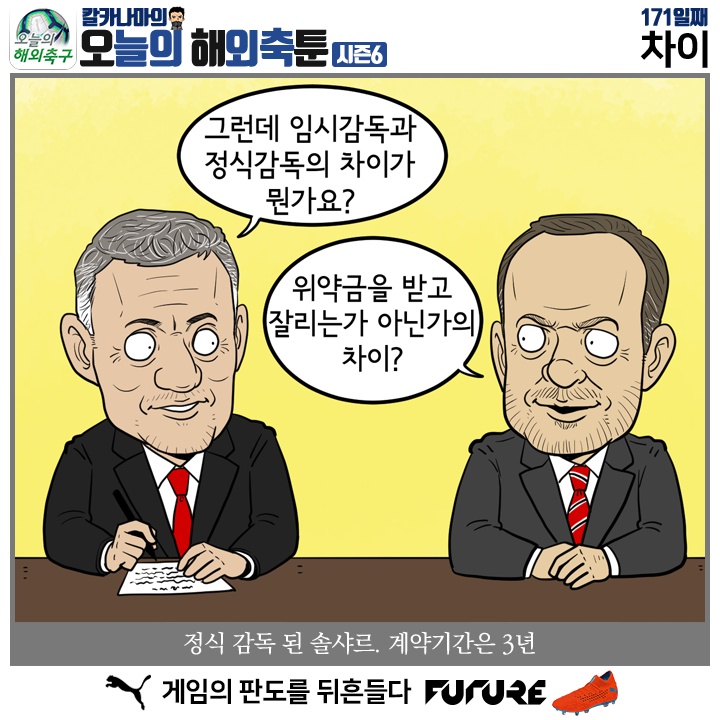 오늘의
해외축구
칼카나마의
오늘의 해외축툰 시즌6
171일째
차이
그런데 임시감독과
정식감독의 차이가
뭔가요?
위약금을 받고
잘리는가 아닌가의
차이?
정식 감독 된 솔샤르. 계약기간은 3년
게임의 판도를 뒤흔들다 FUTURE